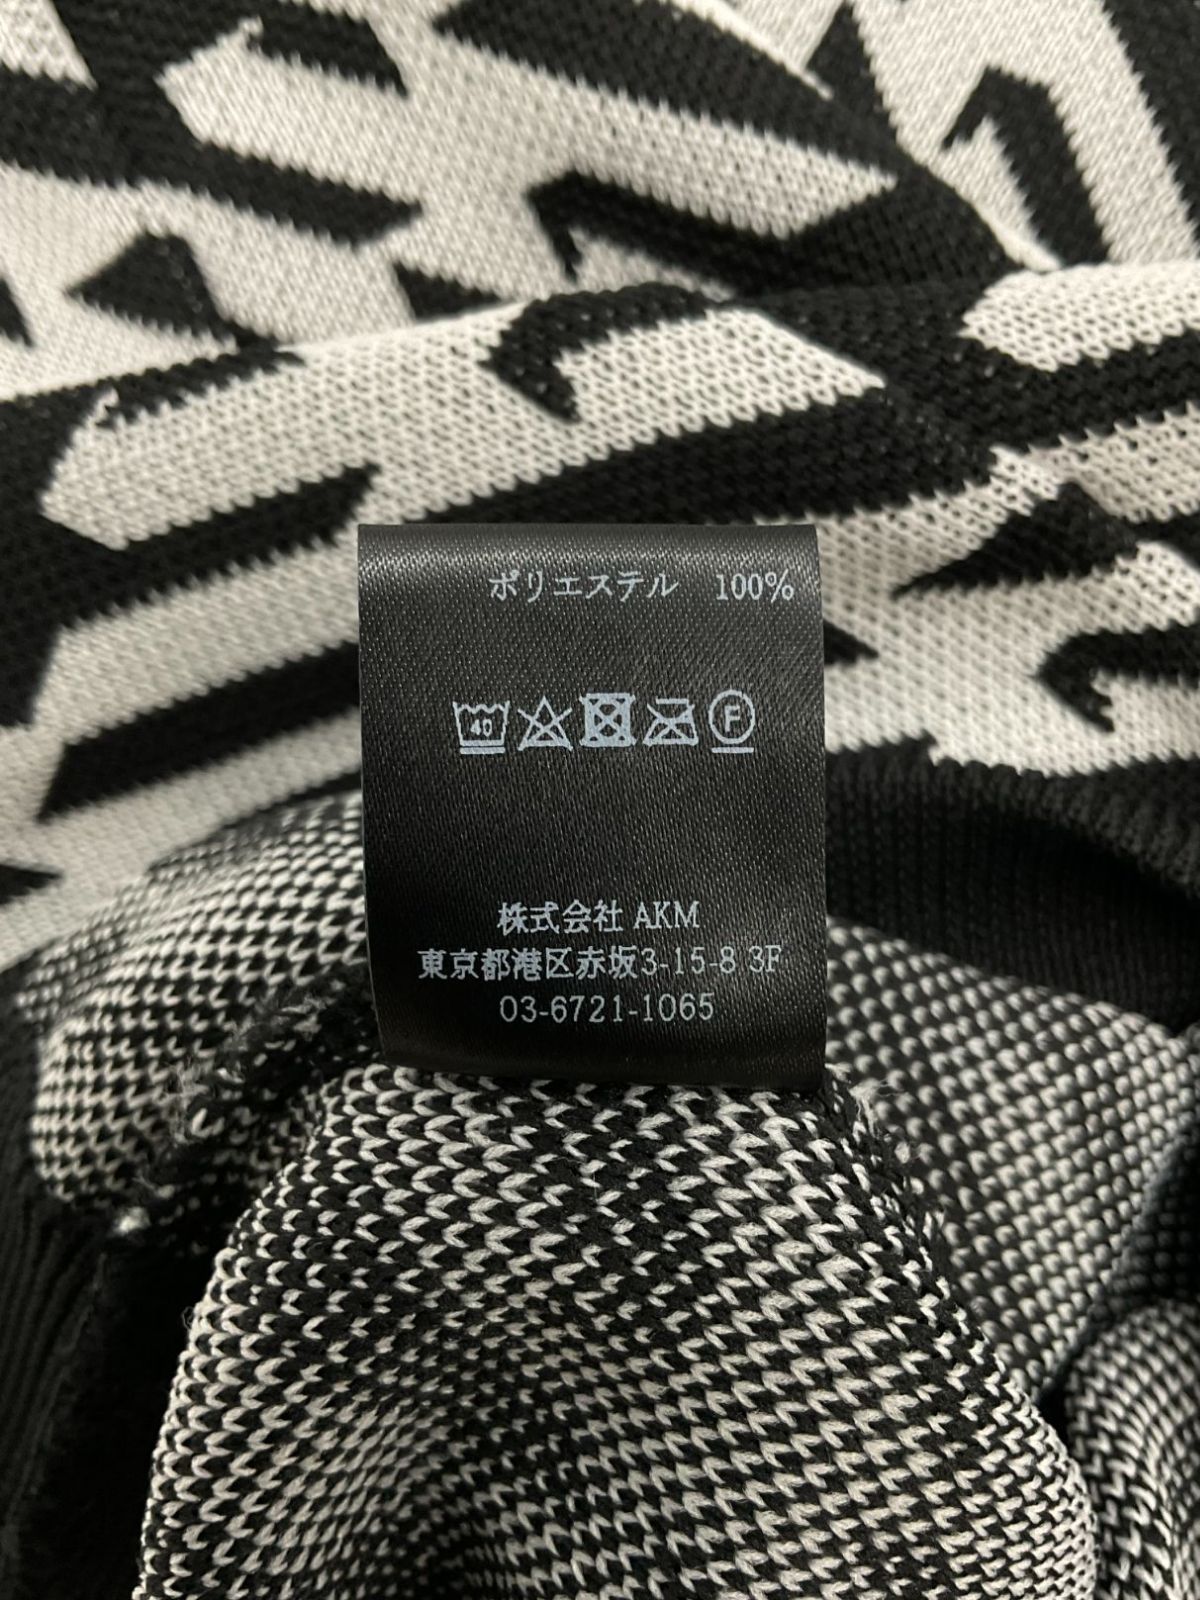 ポリエステル 100%
40 F
株式会社 AKM
東京都港区赤坂3-15-8 3F
03-6721-1065